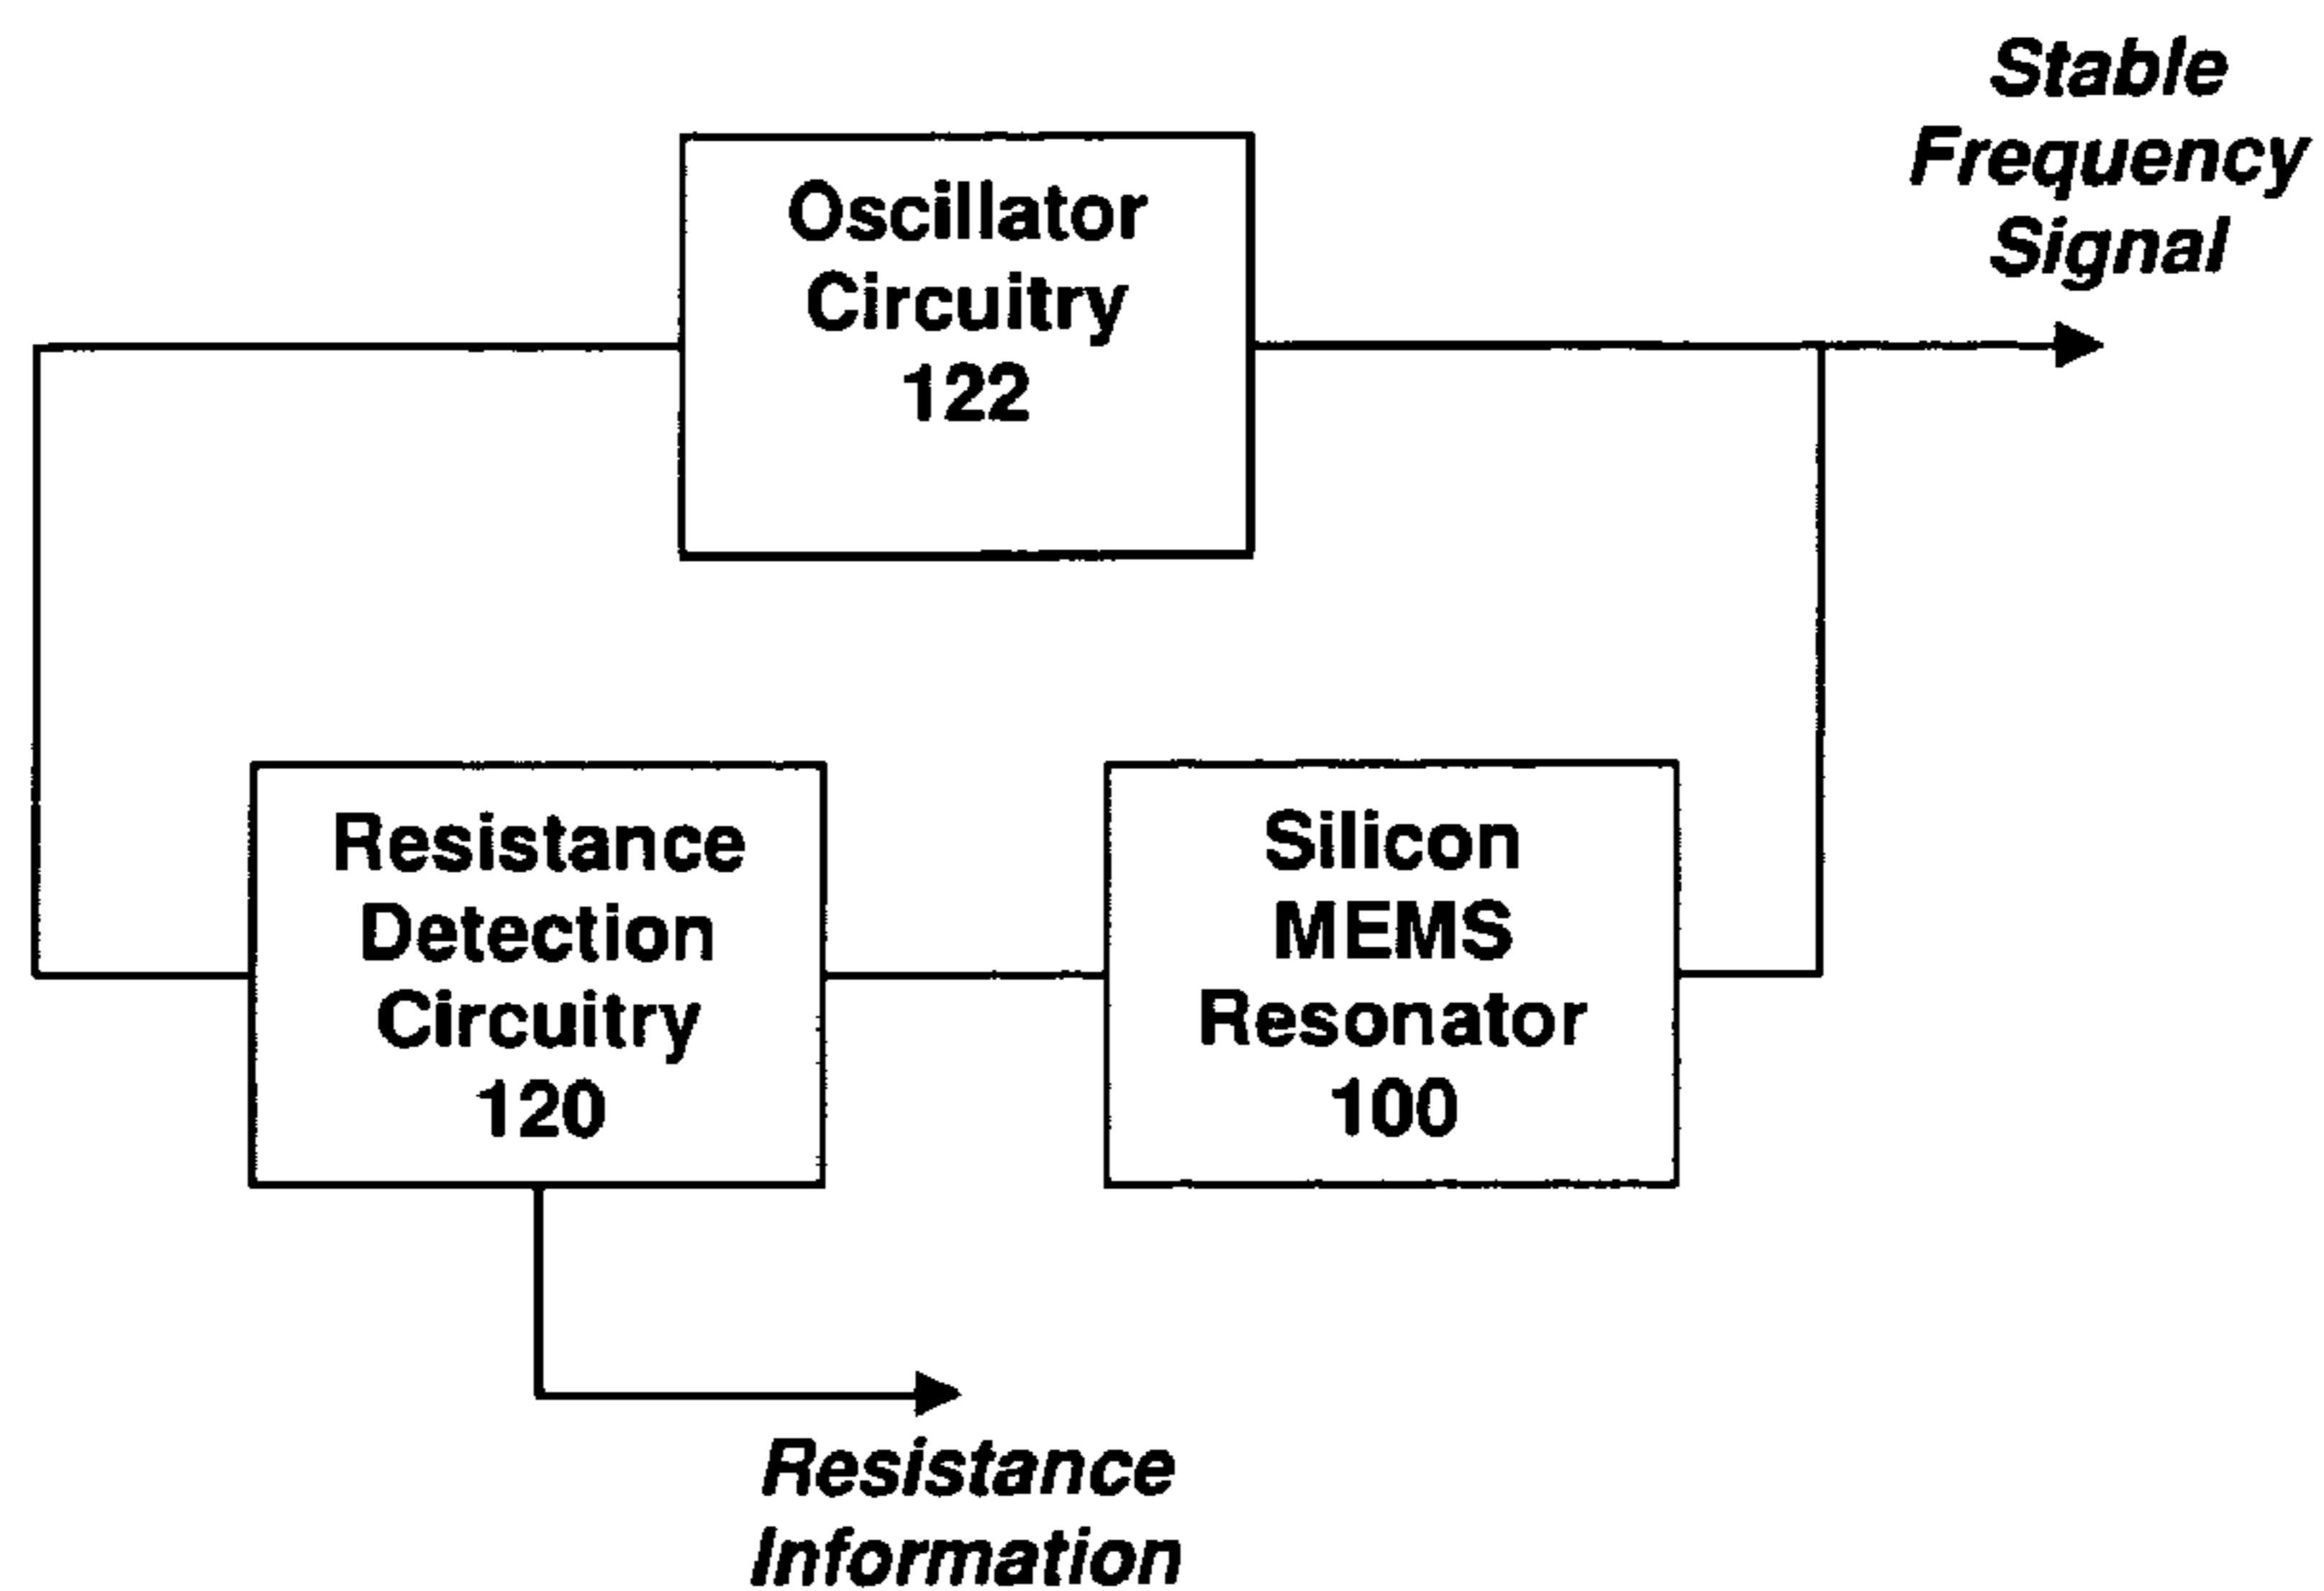 Stable
Frequency
Signal
Oscillator
Circuitry
122
Resistance
Detection
Circuitry
120
Silicon
MEMS
Resonator
100
Resistance
Information